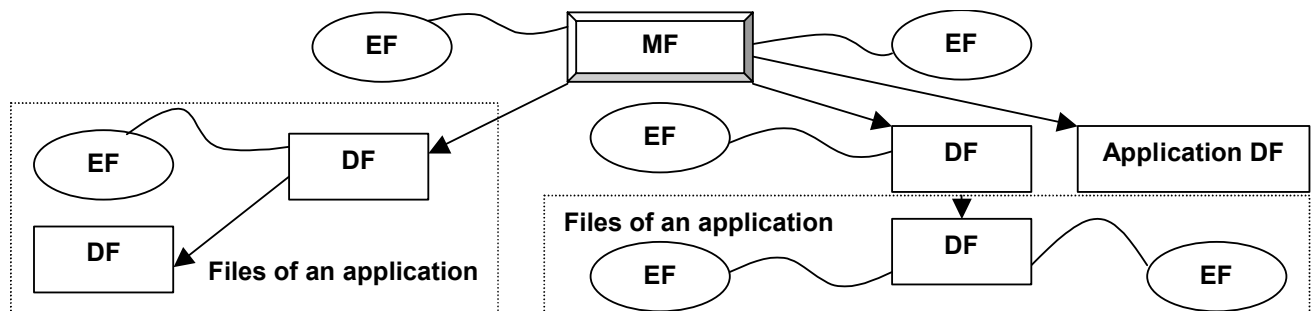 EF
MF
EF
EF
DF
EF
DF
Application DF
DF
Files of an application
Files of an application
DF
EF
EF